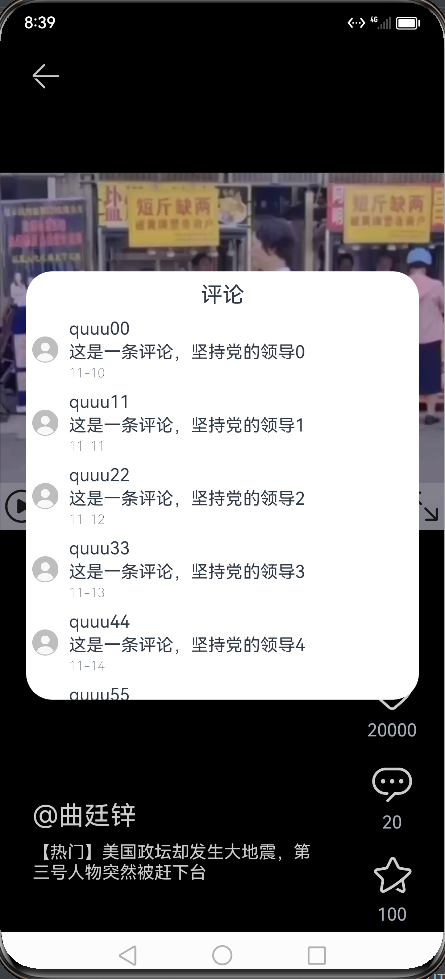 8:39
4G
短斤缺两
短斤缺两
评论
quuu00
这是一条评论，坚持党的领导0
11-10
quuu11
这是一条评论，坚持党的领导1
11-11
quuu22
这是一条评论，坚持党的领导2
11-12
quuu33
这是一条评论，坚持党的领导3
11-13
quuu44
这是一条评论，坚持党的领导4
11-14
quuu55
20000
20
@曲廷锌
【热门】美国政坛却发生大地震，第
三号人物突然被赶下台
100